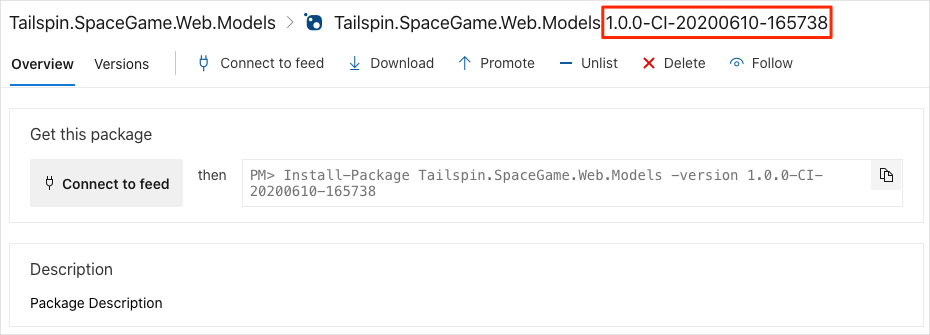 Tailspin.SpaceGame.Web.Models > Tailspin.SpaceGame.Web.Models 1.0.0-CI-20200610-165738
Overview Versions Connect to feed Download Promote Unlist Delete Follow
Get this package
Connect to feed then PM> Install-Package Tailspin.SpaceGame.Web.Models -version 1.0.0-CI-
20200610-165738
Description
Package Description